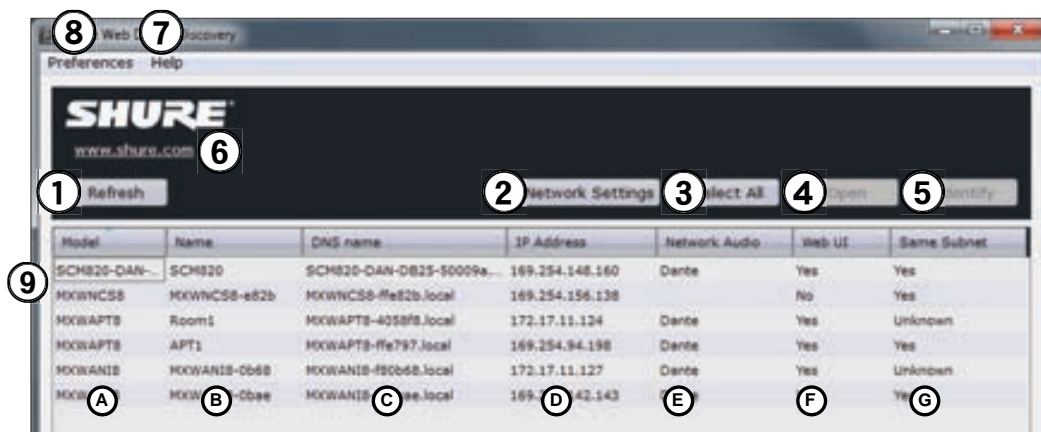 8 Web D 7 iscovery
Preferences Help
SHURE
www.shure.com 6
1 Refresh 2 Network Settings 3 Select All 4 Open 5 Identify
Model Name DNS name IP Address Network Audio Web UI Same Subnet
9
SCM820-DAN-... SCM820 SCM820-DAN-DB25-50009a... 169.254.148.160 Dante Yes Yes
MXWNCS8 MXWNCS8-e82b MXWNCS8-ffe82b.local 169.254.156.138 No Yes
MXWAPT8 Room1 MXWAPT8-4058f8.local 172.17.11.124 Dante Yes Unknown
MXWAPT8 APT1 MXWAPT8-ffe797.local 169.254.94.198 Dante Yes Yes
MXWANI8 MXWANI8-0b68 MXWANI8-f80b68.local 172.17.11.127 Dante Yes Unknown
A B C D E F G